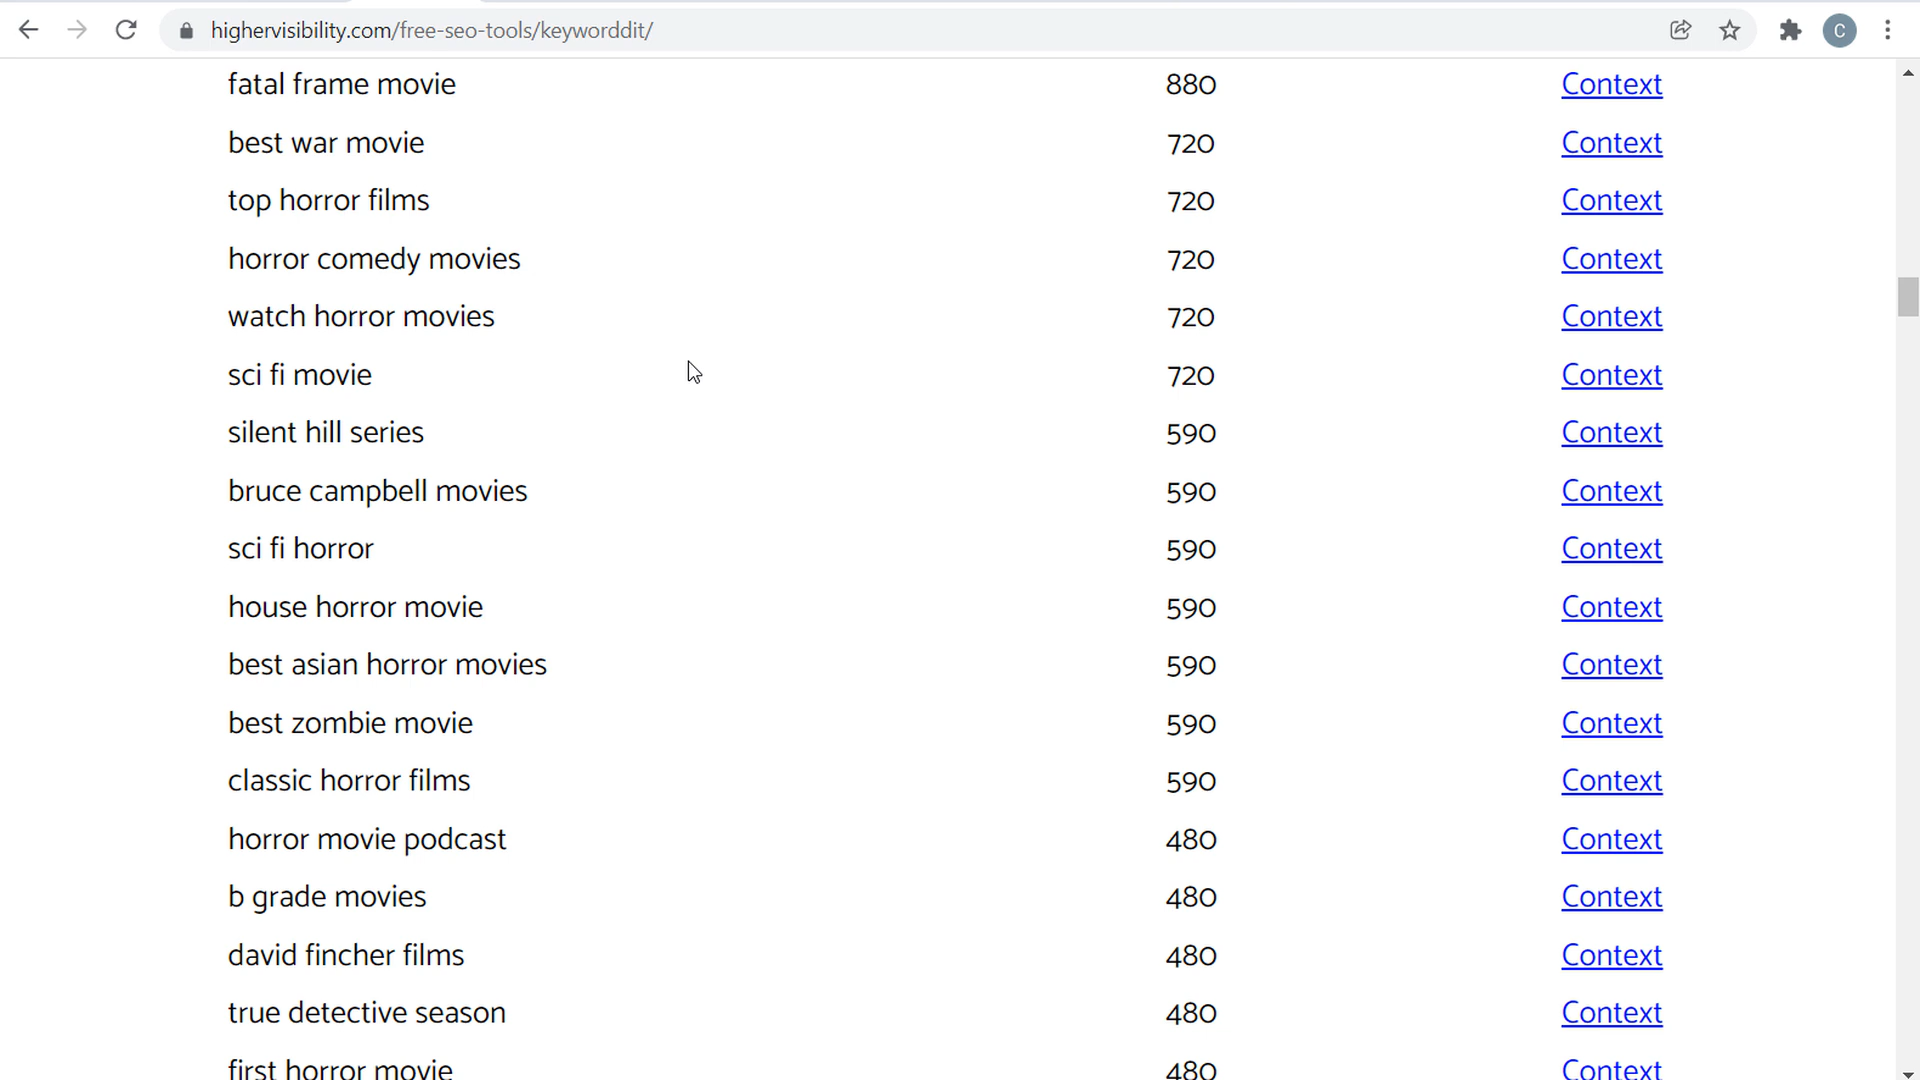 highervisibility.com/free-seo-tools/keyworddit/
C
fatal frame movie 880 Context
best war movie 720 Context
top horror films 720 Context
horror comedy movies 720 Context
watch horror movies 720 Context
sci fi movie 720 Context
silent hill series 590 Context
bruce campbell movies 590 Context
sci fi horror 590 Context
house horror movie 590 Context
best asian horror movies 590 Context
best zombie movie 590 Context
classic horror films 590 Context
horror movie podcast 480 Context
b grade movies 480 Context
david fincher films 480 Context
true detective season 480 Context
first horror movie 480 Context